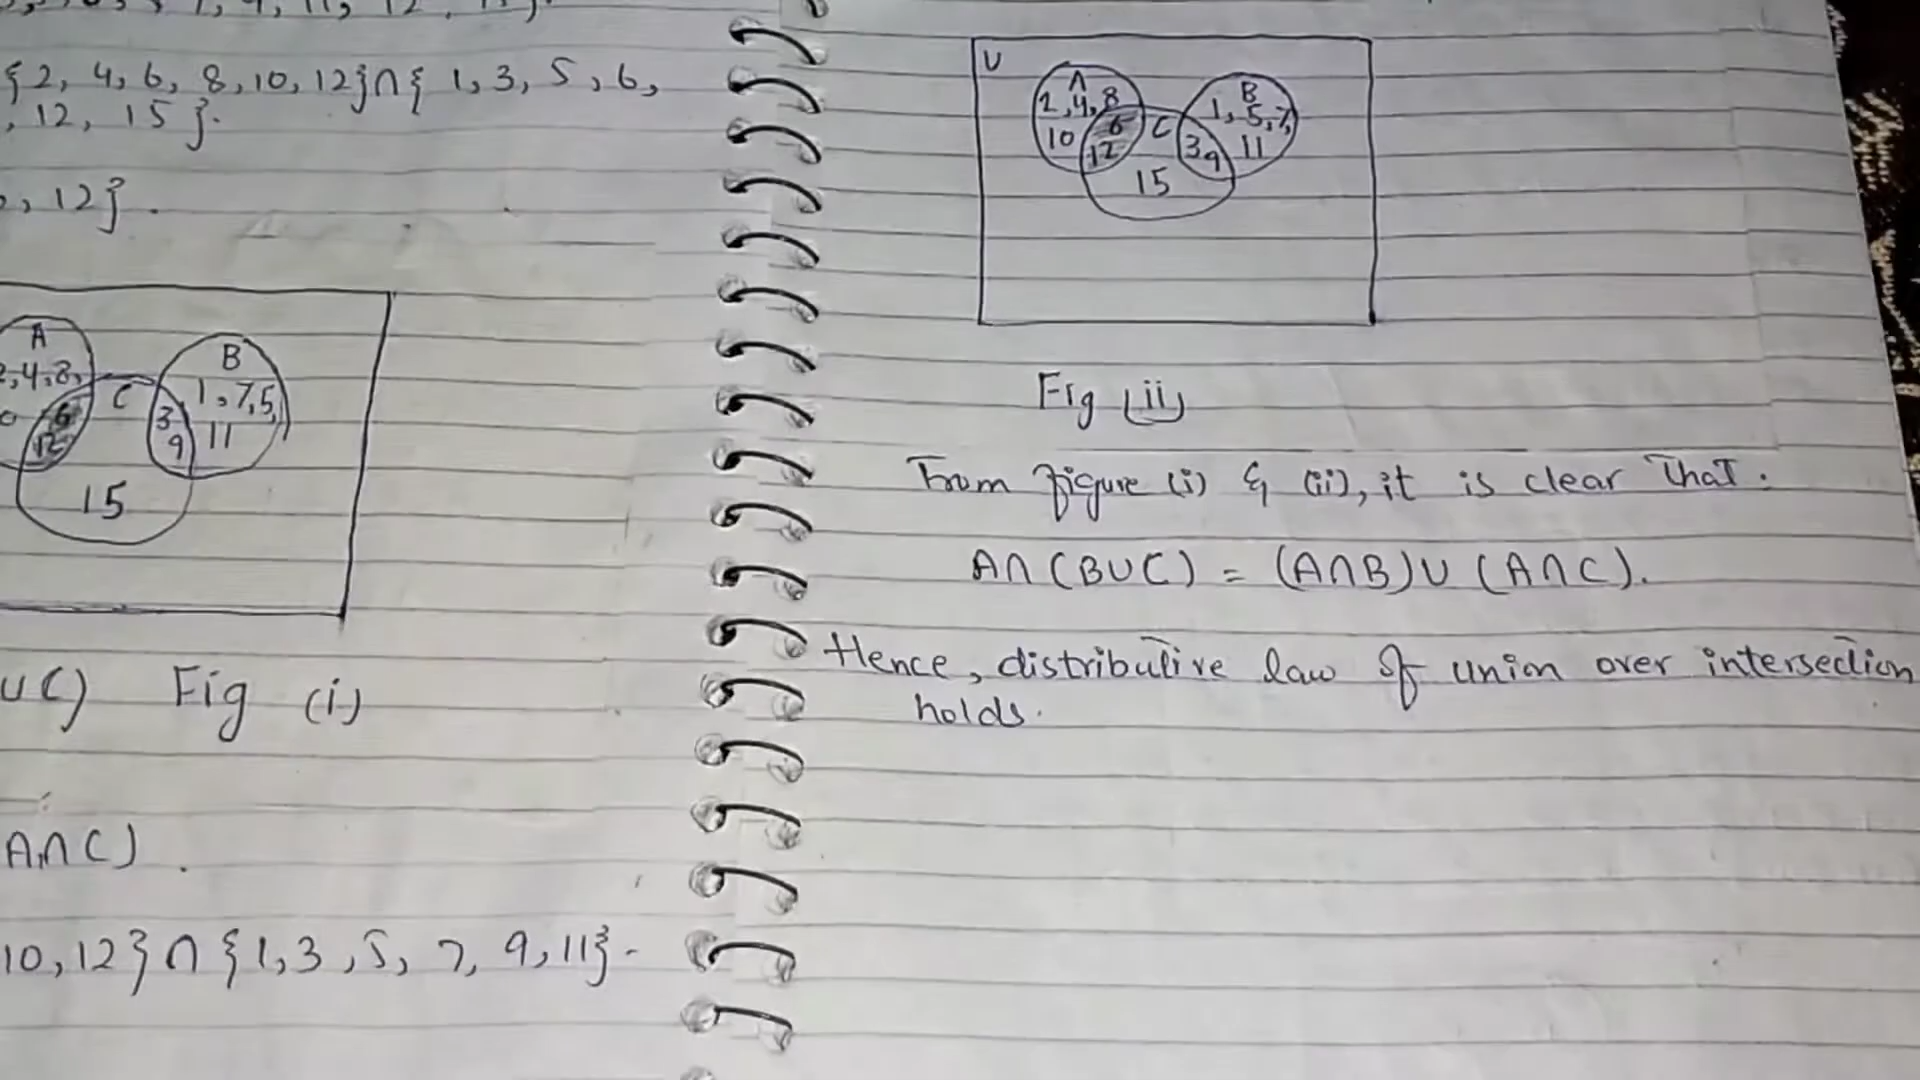 {2, 4, 6, 8, 10, 12}∩{ 1, 3, 5, 6,
, 12, 15 }.
, 12} .
A
B
2, 4, 8,
C
1, 7, 5,
6
12
3
9
11
15
∪C) Fig (i)
A∩C) .
10, 12} ∩ {1, 3, 5, 7, 9, 11}.
U
A
B
2, 4, 8
1, 5, 7,
10
6
C
12
3
9
11
15
Fig (ii)
From figure (i) & (ii), it is clear that.
A∩(B∪C) = (A∩B)∪(A∩C).
Hence, distributive law of union over intersection
holds.